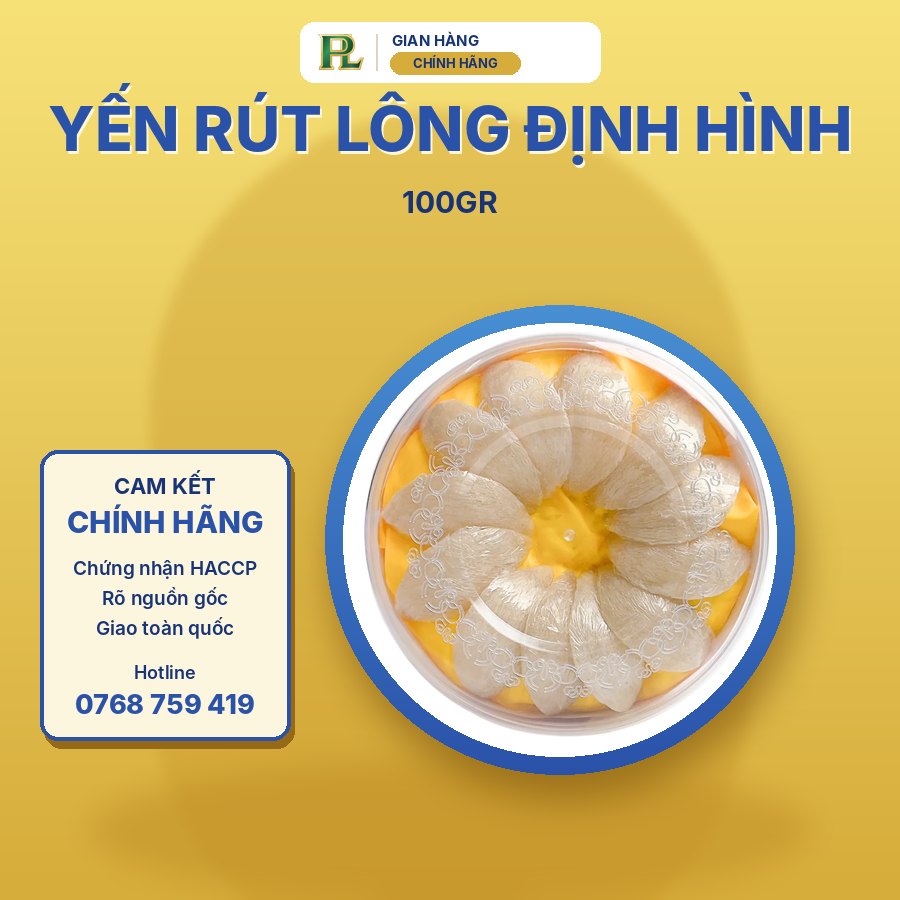 PL
GIAN HÀNG
CHÍNH HÃNG
YẾN RÚT LÔNG ĐỊNH HÌNH
100GR
CAM KẾT
CHÍNH HÃNG
Chứng nhận HACCP
Rõ nguồn gốc
Giao toàn quốc
Hotline
0768 759 419